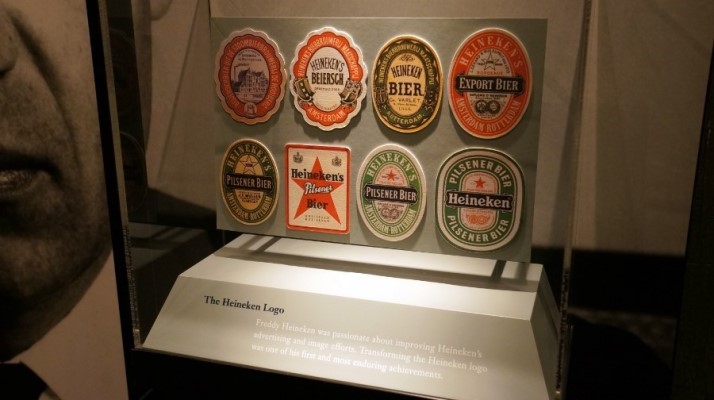 HEINEKEN'S
BEIERSCH
AMSTERDAM
HEINEKEN'S
BIER
ROTTERDAM
HEINEKEN'S
EXPORT BIER
AMSTERDAM-ROTTERDAM
HEINEKEN'S
PILSENER BIER
AMSTERDAM-ROTTERDAM
Heineken's
Pilsener
Bier
HEINEKEN'S
PILSENER BIER
AMSTERDAM-ROTTERDAM
PILSENER BIER
Heineken
PILSENER BIER
The Heineken Logo
Freddy Heineken was passionate about improving Heineken's
advertising and image efforts. Transforming the Heineken logo
was one of his first and most enduring achievements.